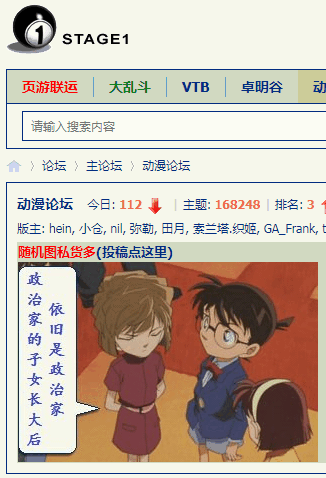 1
STAGE1
页游联运 大乱斗 VTB 卓明谷 动
请输入搜索内容
论坛 主论坛 动漫论坛
动漫论坛 今日: 112 | 主题: 168248 | 排名: 3
版主: hein, 小仓, nil, 弥勒, 田月, 索兰塔.织姬, GA_Frank, t
随机图私货多(投稿点这里)
政治家的子女长大后
依旧是政治家